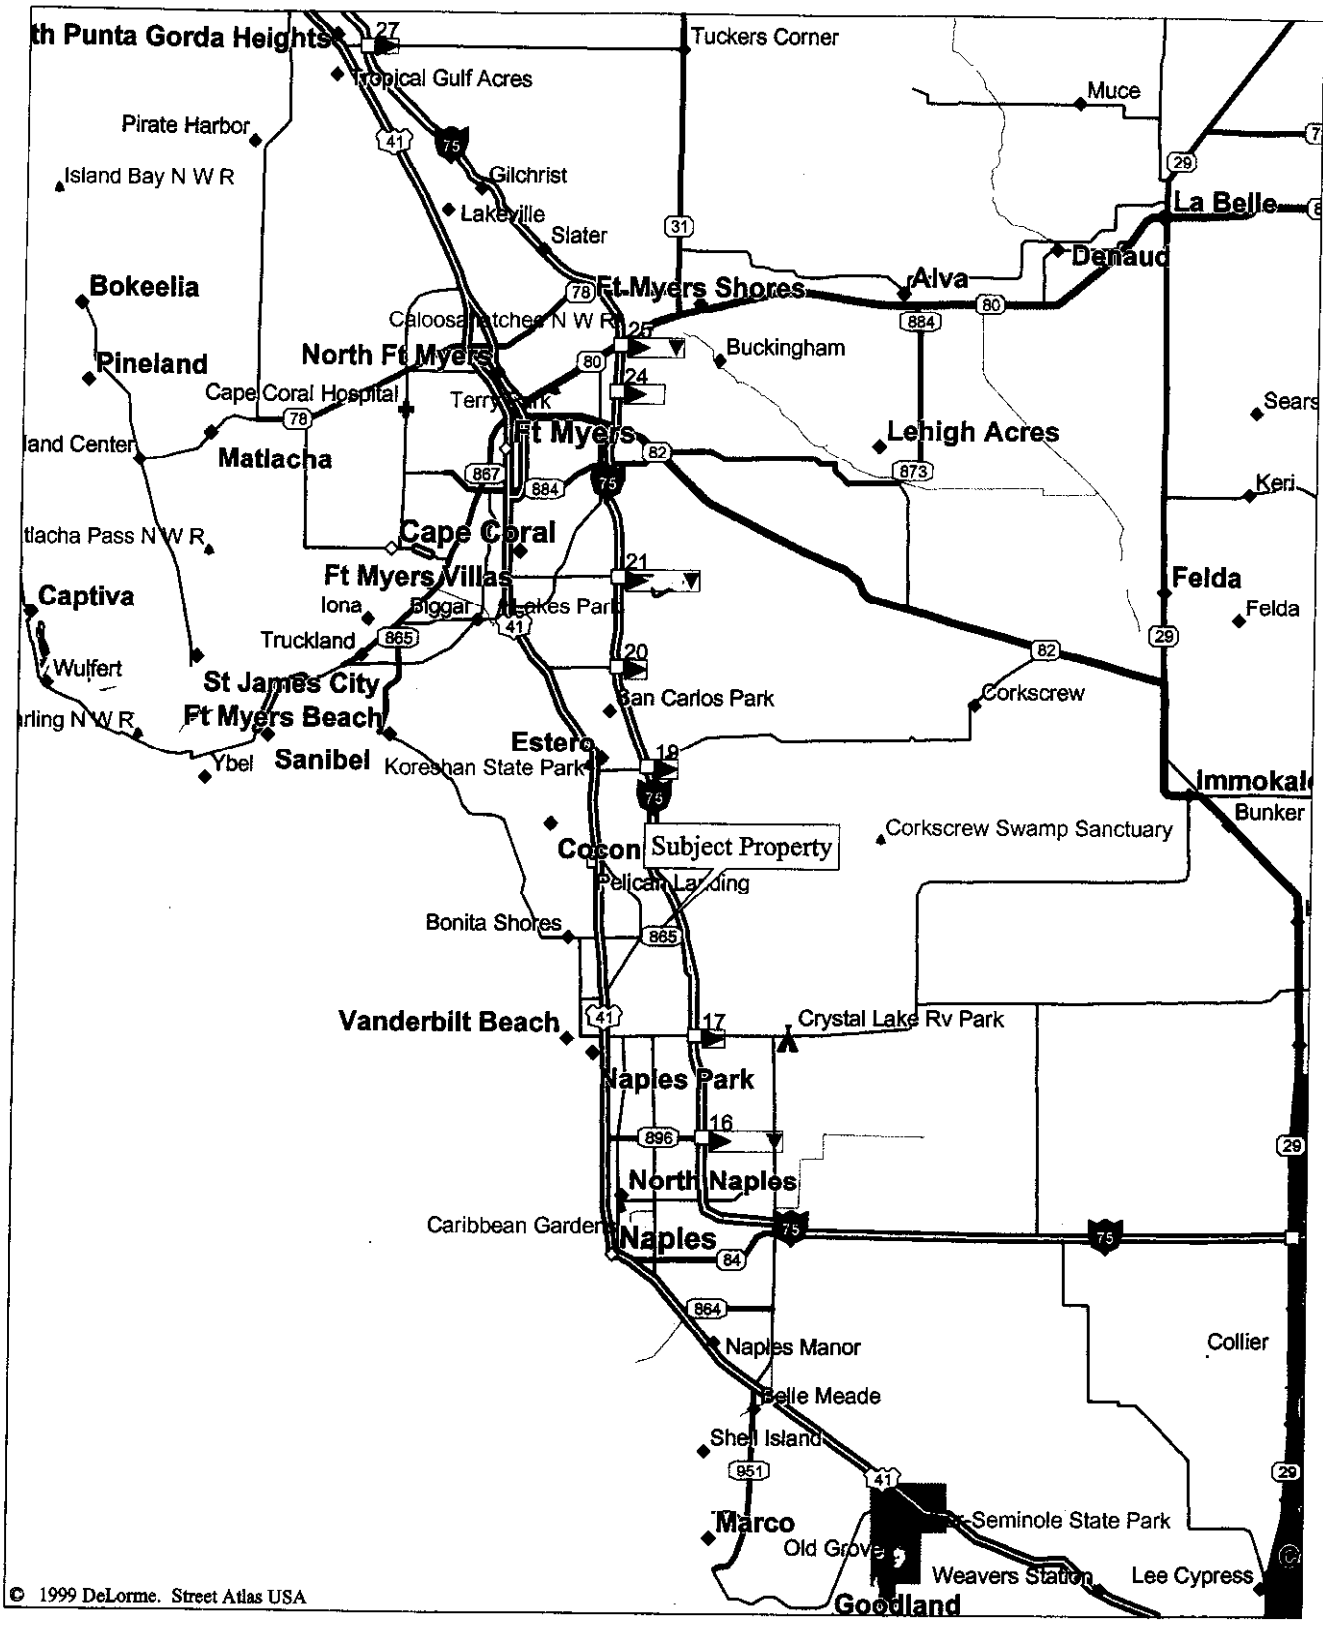 th Punta Gorda Heights
27
Tuckers Corner
Tropical Gulf Acres
Muce
Pirate Harbor
41
75
29
Island Bay N W R
Gilchrist
La Belle
Lakeville
31
Slater
Denaud
Bokeelia
78
Ft Myers Shores
Alva
80
Caloosahatchee N W R
884
25
North Ft Myers
80
Buckingham
Pineland
24
Cape Coral Hospital
Terry Park
Sears
78
Ft Myers
Lehigh Acres
land Center
Matlacha
82
867
884
75
873
Keri
tlacha Pass N W R
Cape Coral
21
Ft Myers Villas
Felda
Captiva
Iona
Biggar
Lakes Park
Felda
41
Truckland
865
29
82
Wulfert
20
St James City
San Carlos Park
Corkscrew
arling N W R
Ft Myers Beach
Estero
19
Ybel
Sanibel
Koreshan State Park
75
Immokale
Bunker
Corkscrew Swamp Sanctuary
Cocon
Subject Property
Pelican Landing
Bonita Shores
865
Vanderbilt Beach
41
17
Crystal Lake Rv Park
Naples Park
16
896
29
North Naples
Caribbean Gardens
Naples
75
75
84
864
Naples Manor
Collier
Belle Meade
Shell Island
951
41
29
Marco
-Seminole State Park
Old Grove
Weavers Station
Lee Cypress
Goodland
© 1999 DeLorme. Street Atlas USA